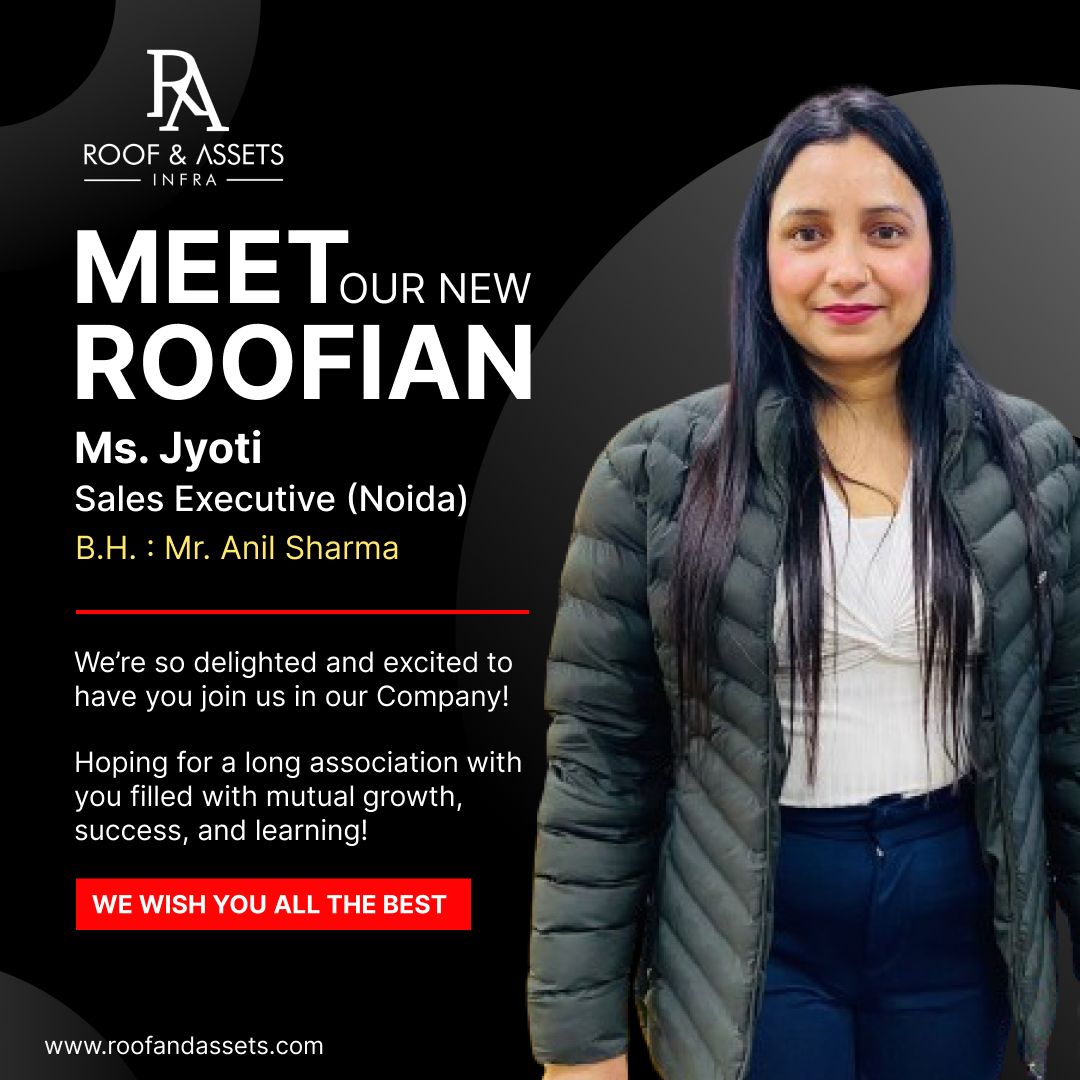 RA
ROOF & ASSETS
INFRA
MEET OUR NEW
ROOFIAN
Ms. Jyoti
Sales Executive (Noida)
B.H. : Mr. Anil Sharma
We’re so delighted and excited to
have you join us in our Company!
Hoping for a long association with
you filled with mutual growth,
success, and learning!
WE WISH YOU ALL THE BEST
www.roofandassets.com